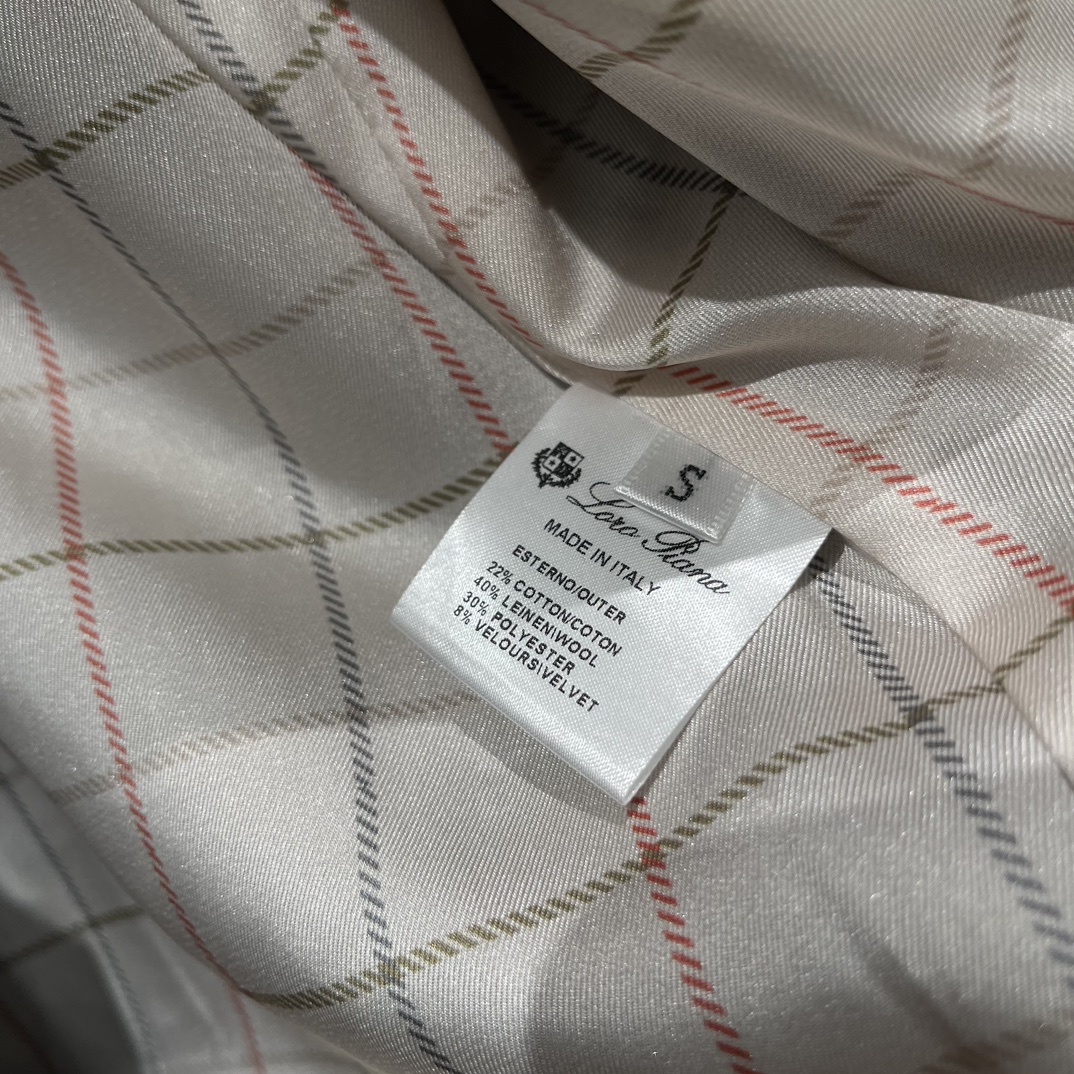 S
Loro Piana
MADE IN ITALY
ESTERNO/OUTER
22% COTTON/COTON
40% LEINEN\WOOL
30% POLYESTER
8% VELOURS\VELVET